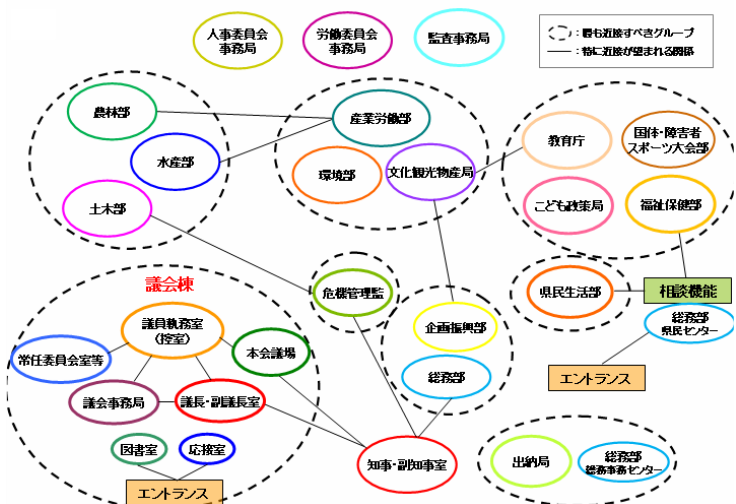 人事委員会
事務局
労働委員会
事務局
監査事務局
：最も近接すべきグループ
：特に近接が望まれる関係
農林部
水産部
土木部
産業労働部
環境部
文化観光物産局
教育庁
国体・障害者
スポーツ大会部
こども政策局
福祉保健部
議会棟
議員執務室
（控室）
常任委員会室等
本会議場
議会事務局
議長・副議長室
図書室
応接室
エントランス
危機管理監
企画振興部
総務部
知事・副知事室
県民生活部
相談機能
総務部
県民センター
エントランス
出納局
総務部
総務事務センター